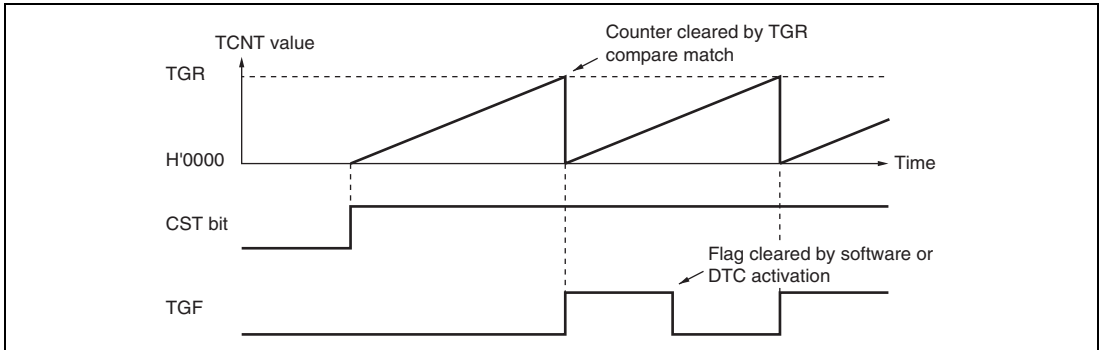 Counter cleared by TGR
compare match
TCNT value
TGR
H'0000
Time
CST bit
Flag cleared by software or
DTC activation
TGF